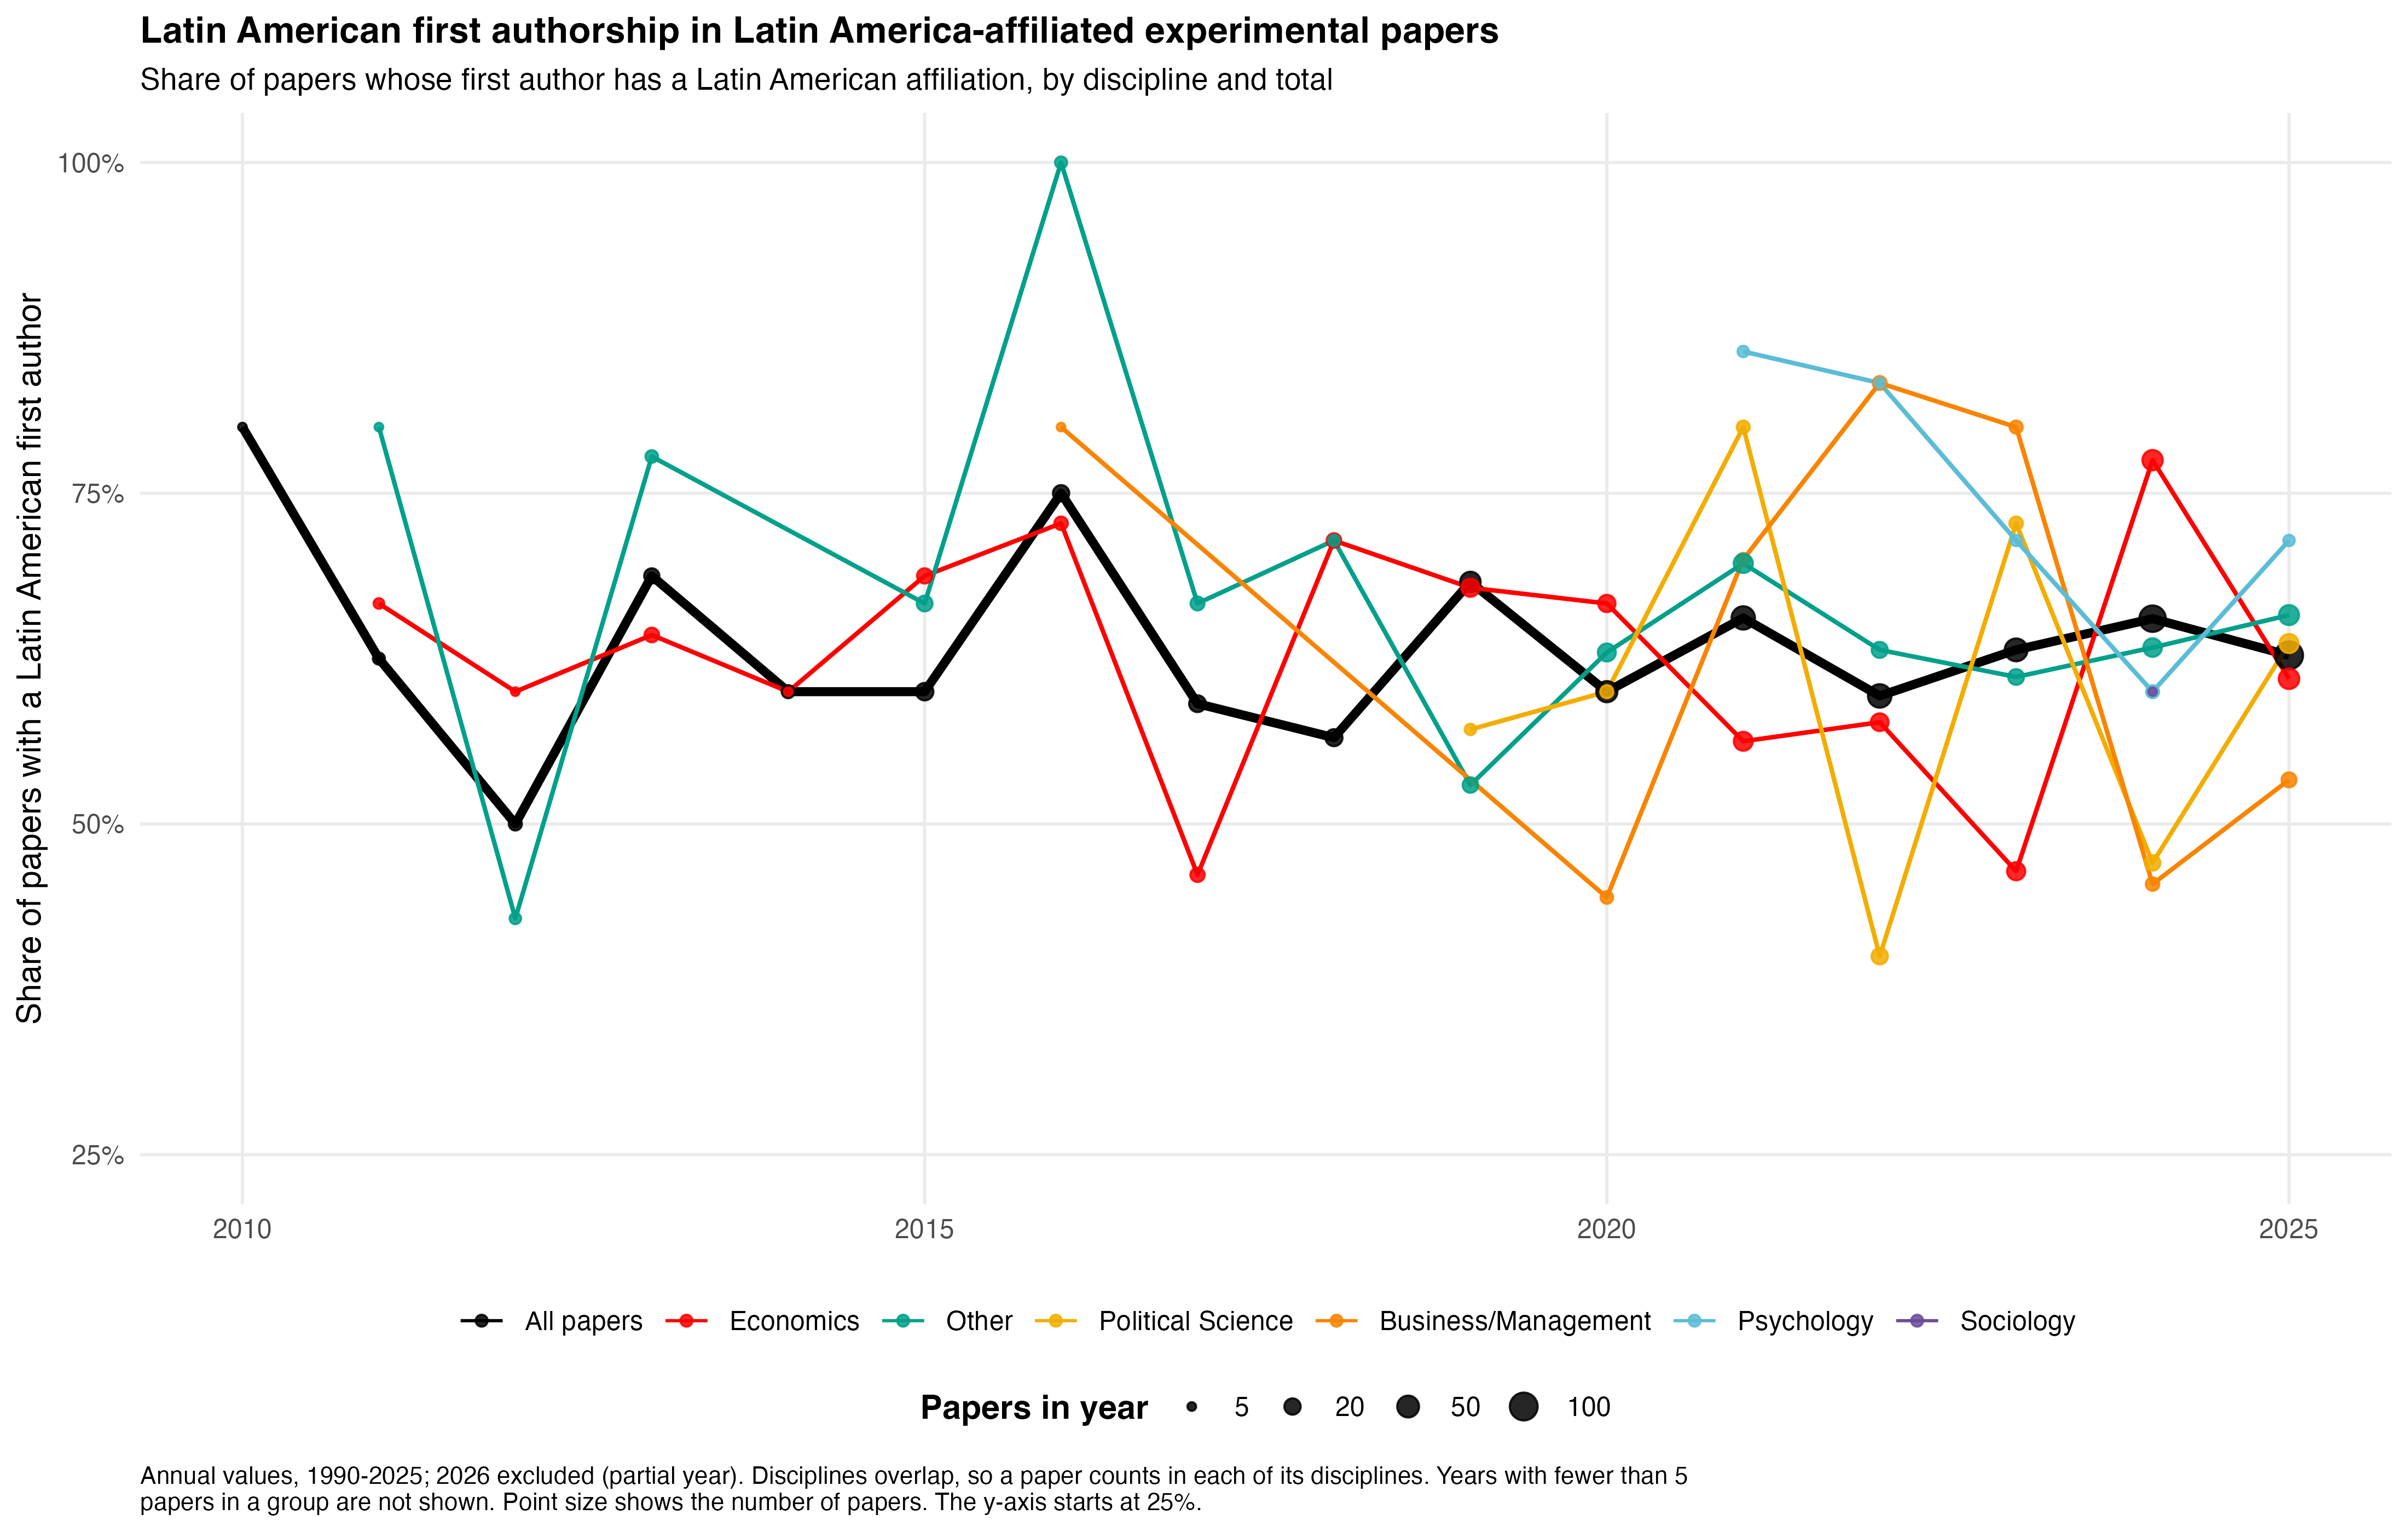 Latin American first authorship in Latin America-affiliated experimental papers
Share of papers whose first author has a Latin American affiliation, by discipline and total
Share of papers with a Latin American first author
100%
75%
50%
25%
2010
2015
2020
2025
All papers
Economics
Other
Political Science
Business/Management
Psychology
Sociology
Papers in year
5
20
50
100
Annual values, 1990-2025; 2026 excluded (partial year). Disciplines overlap, so a paper counts in each of its disciplines. Years with fewer than 5
papers in a group are not shown. Point size shows the number of papers. The y-axis starts at 25%.